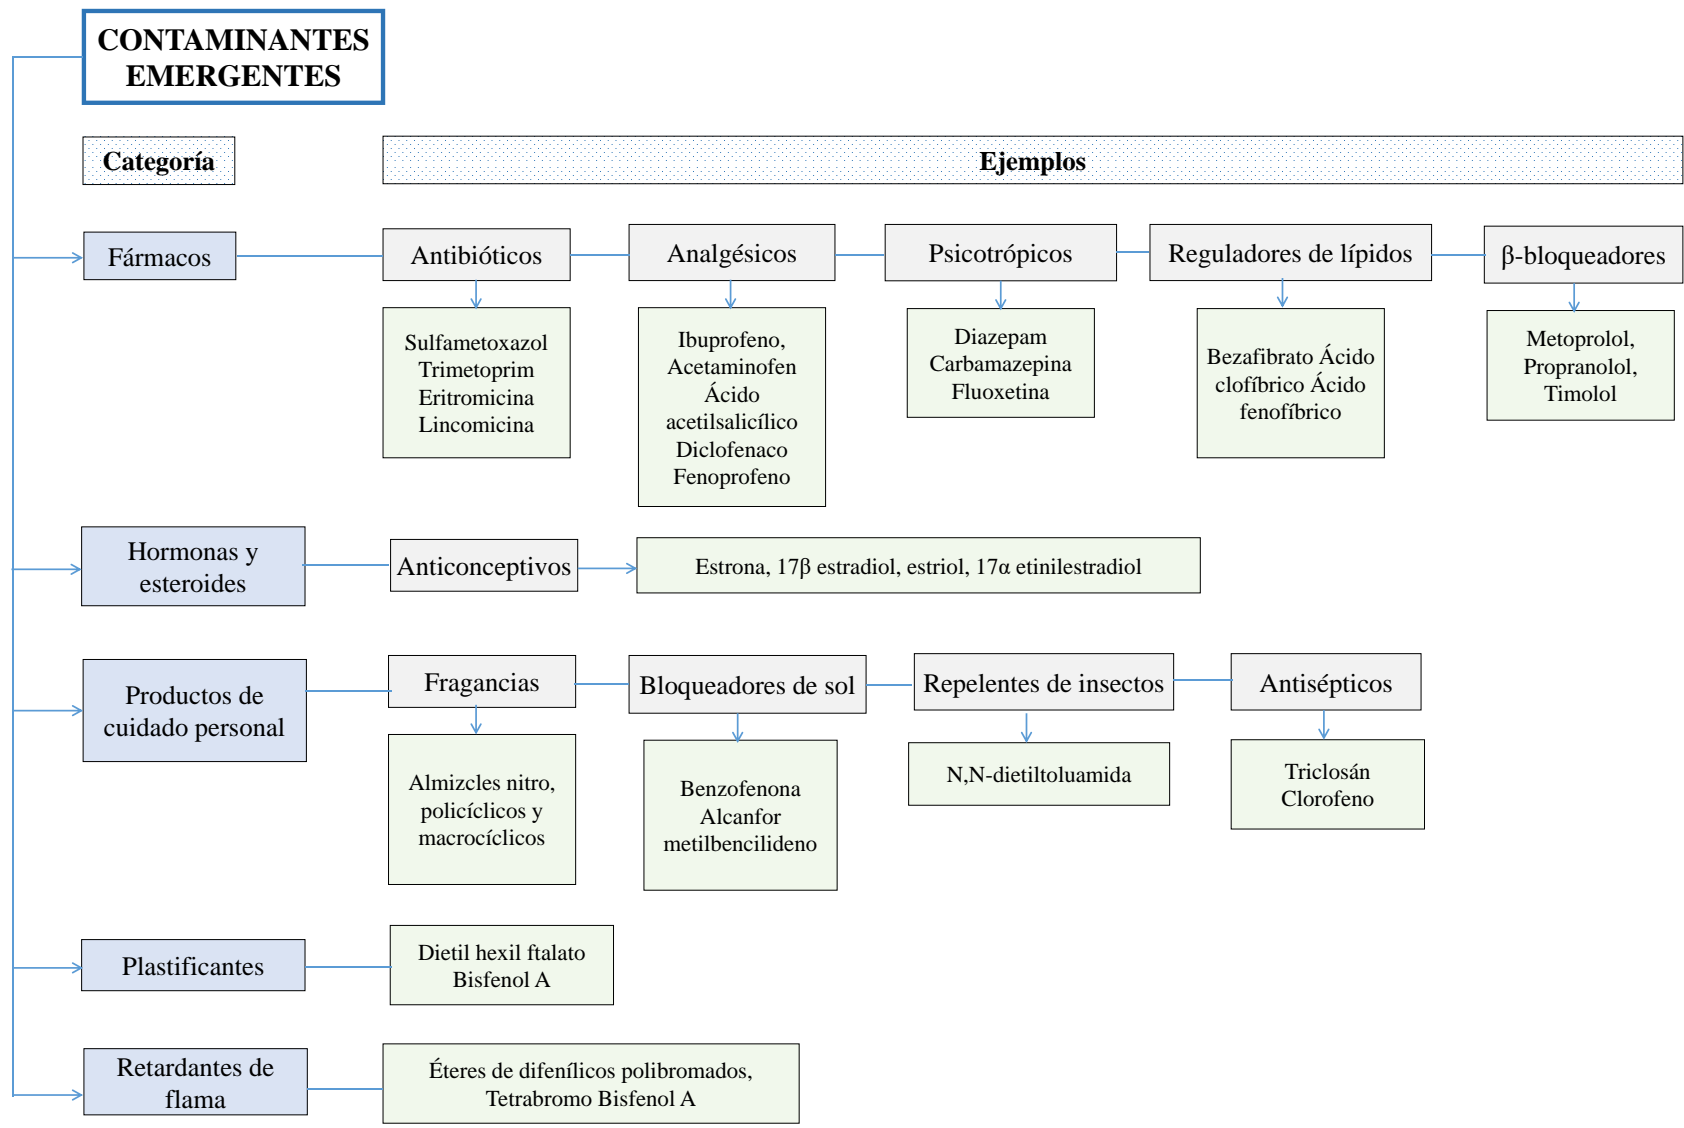 CONTAMINANTES
EMERGENTES
Categoría
Ejemplos
Fármacos
Antibióticos
Analgésicos
Psicotrópicos
Reguladores de lípidos
β-bloqueadores
Sulfametoxazol
Trimetoprim
Eritromicina
Lincomicina
Ibuprofeno,
Acetaminofen
Ácido
acetilsalicílico
Diclofenaco
Fenoprofeno
Diazepam
Carbamazepina
Fluoxetina
Bezafibrato Ácido
clofíbrico Ácido
fenofíbrico
Metoprolol,
Propranolol,
Timolol
Hormonas y
esteroides
Anticonceptivos
Estrona, 17β estradiol, estriol, 17α etinilestradiol
Productos de
cuidado personal
Fragancias
Bloqueadores de sol
Repelentes de insectos
Antisépticos
Almizcles nitro,
policíclicos y
macrocíclicos
Benzofenona
Alcanfor
metilbencilideno
N,N-dietiltoluamida
Triclosán
Clorofeno
Plastificantes
Dietil hexil ftalato
Bisfenol A
Retardantes de
flama
Éteres de difenílicos polibromados,
Tetrabromo Bisfenol A